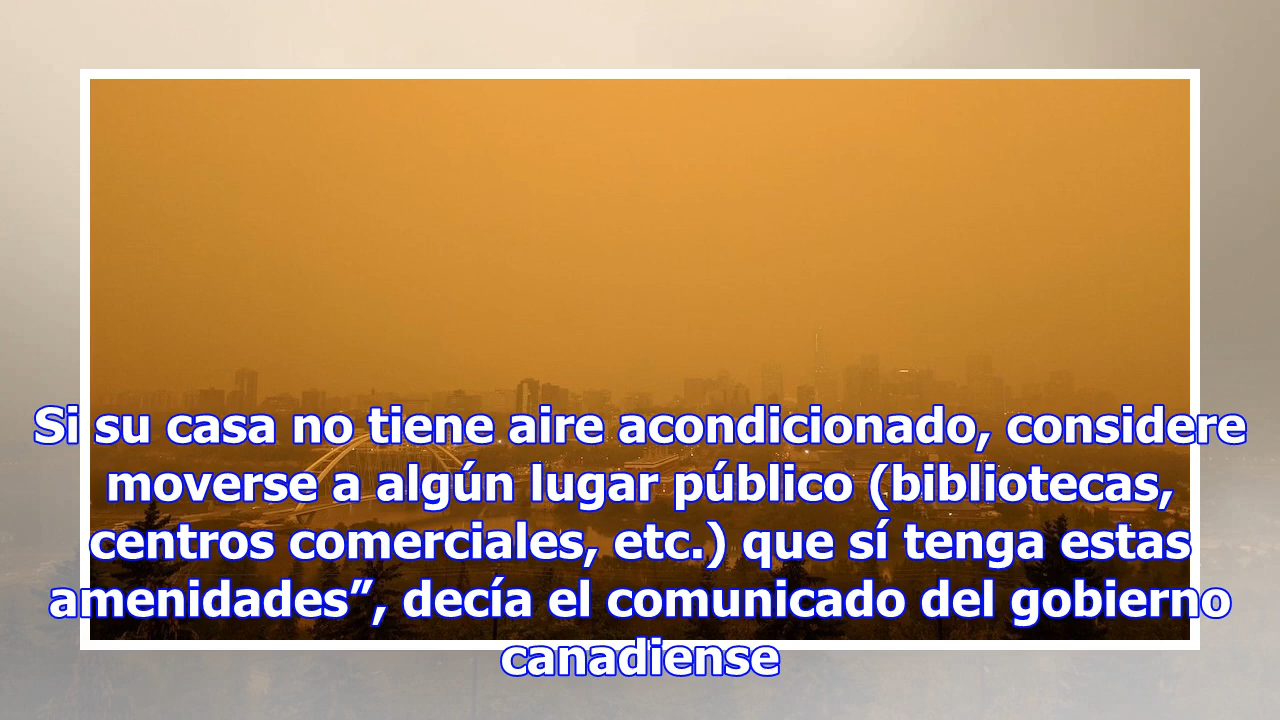 Si su casa no tiene aire acondicionado, considere
moverse a algún lugar público (bibliotecas,
centros comerciales, etc.) que sí tenga estas
amenidades”, decía el comunicado del gobierno
canadiense